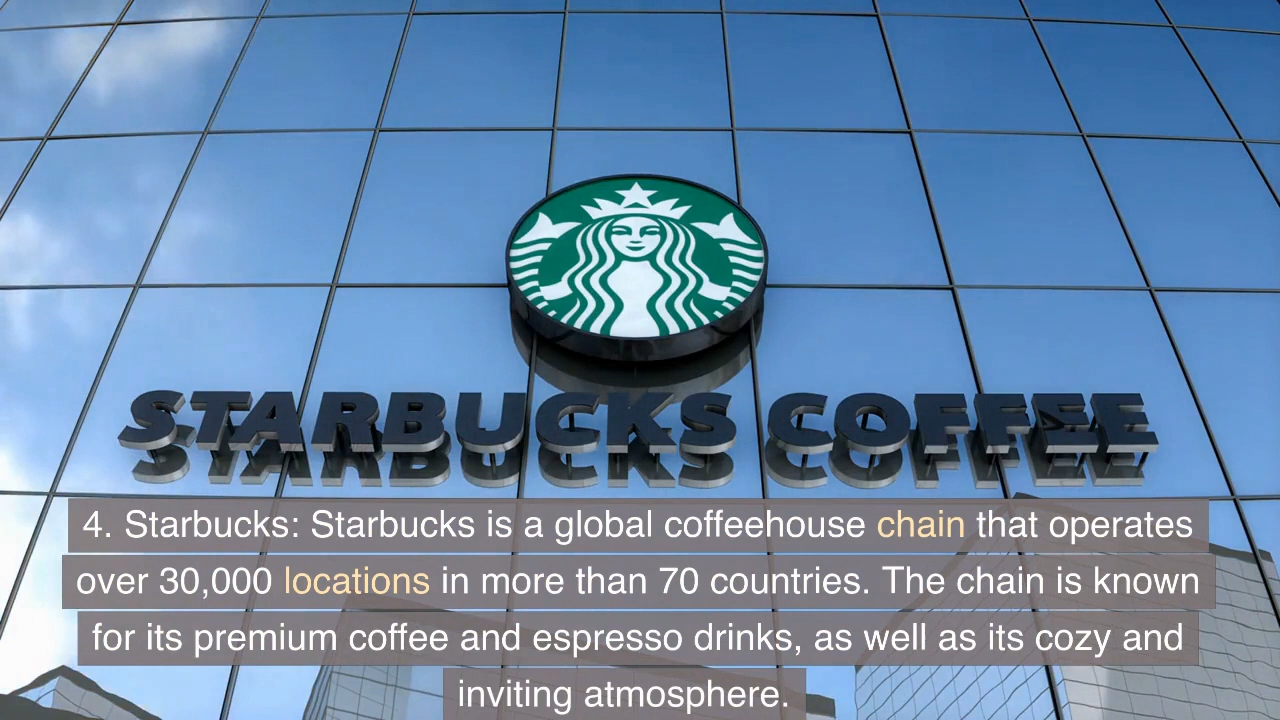 STARBUCKS COFFEE
4. Starbucks: Starbucks is a global coffeehouse chain that operates
over 30,000 locations in more than 70 countries. The chain is known
for its premium coffee and espresso drinks, as well as its cozy and
inviting atmosphere.